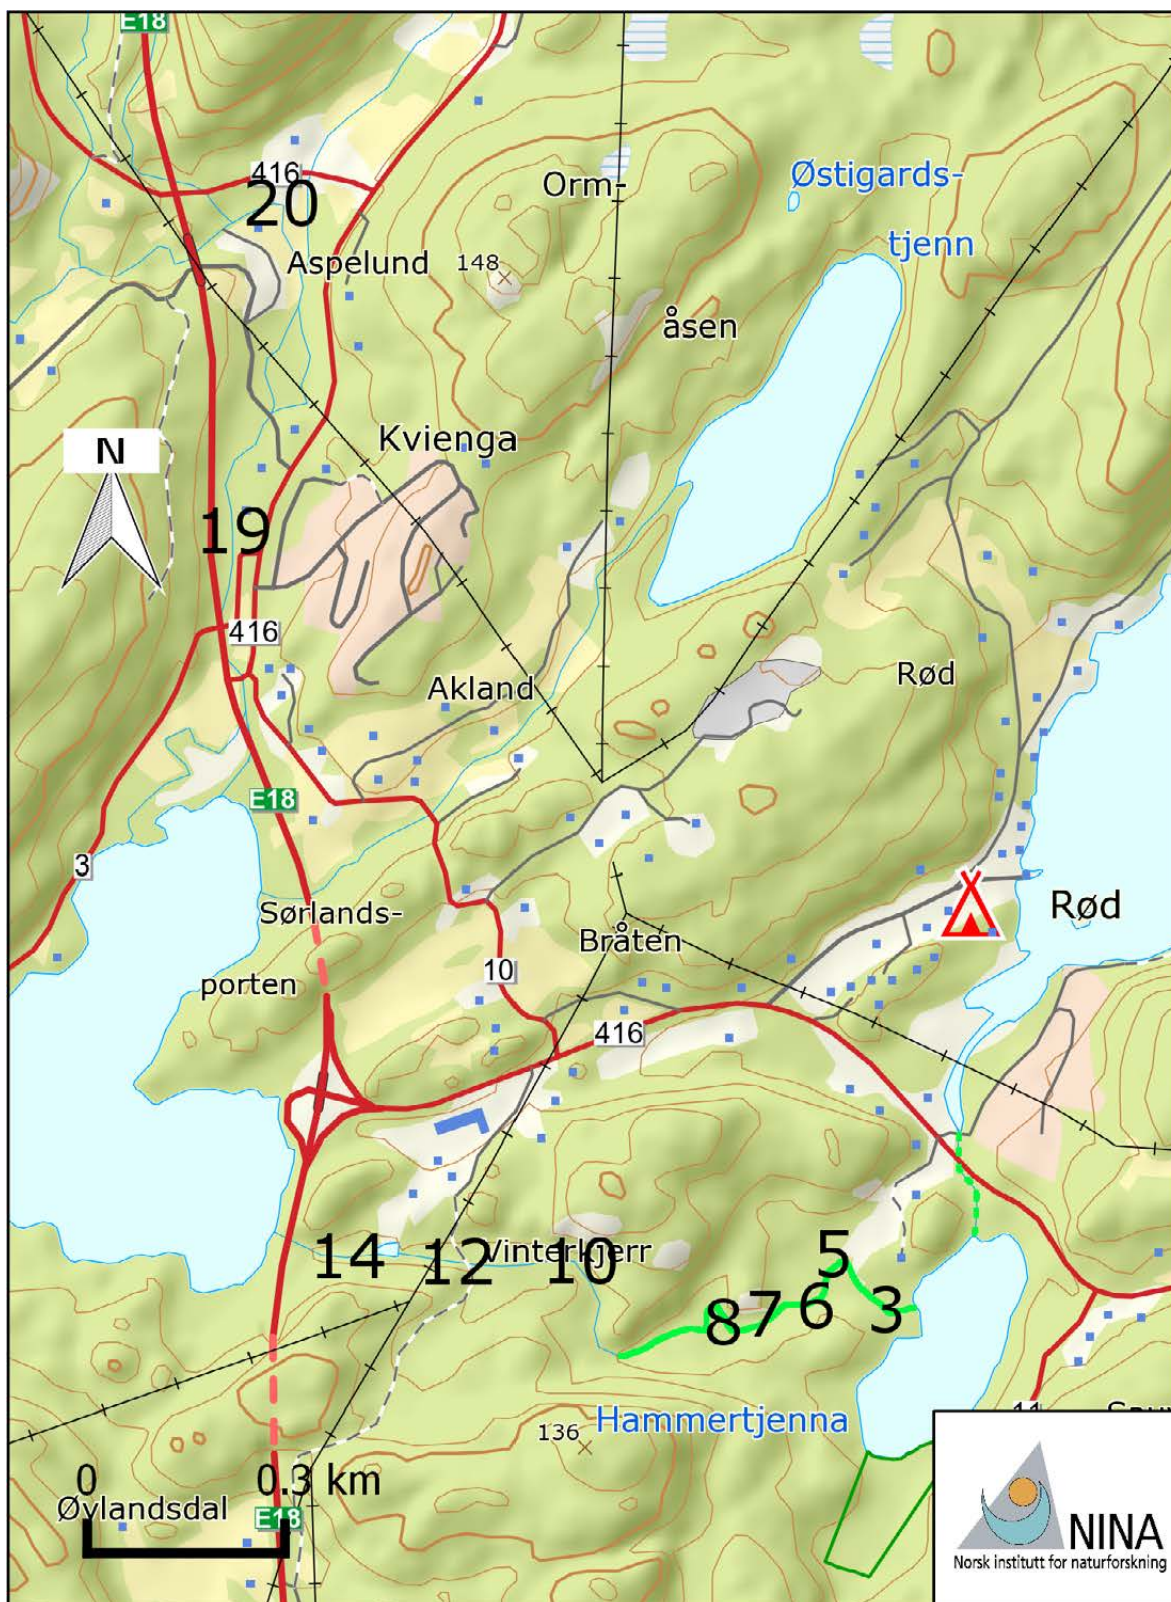 E18
416
20
Orm-
Østigards-
tjenn
Aspelund
148
åsen
N
Kvienga
19
416
Akland
Rød
E18
3
Sørlands-
Rød
Bråten
10
porten
416
14
12
Vinterkjerr
10
5
8
7
6
3
Hammertjenna
11
136
0
0.3 km
Øvlandsdal
E18
NINA
Norsk institutt for naturforskning